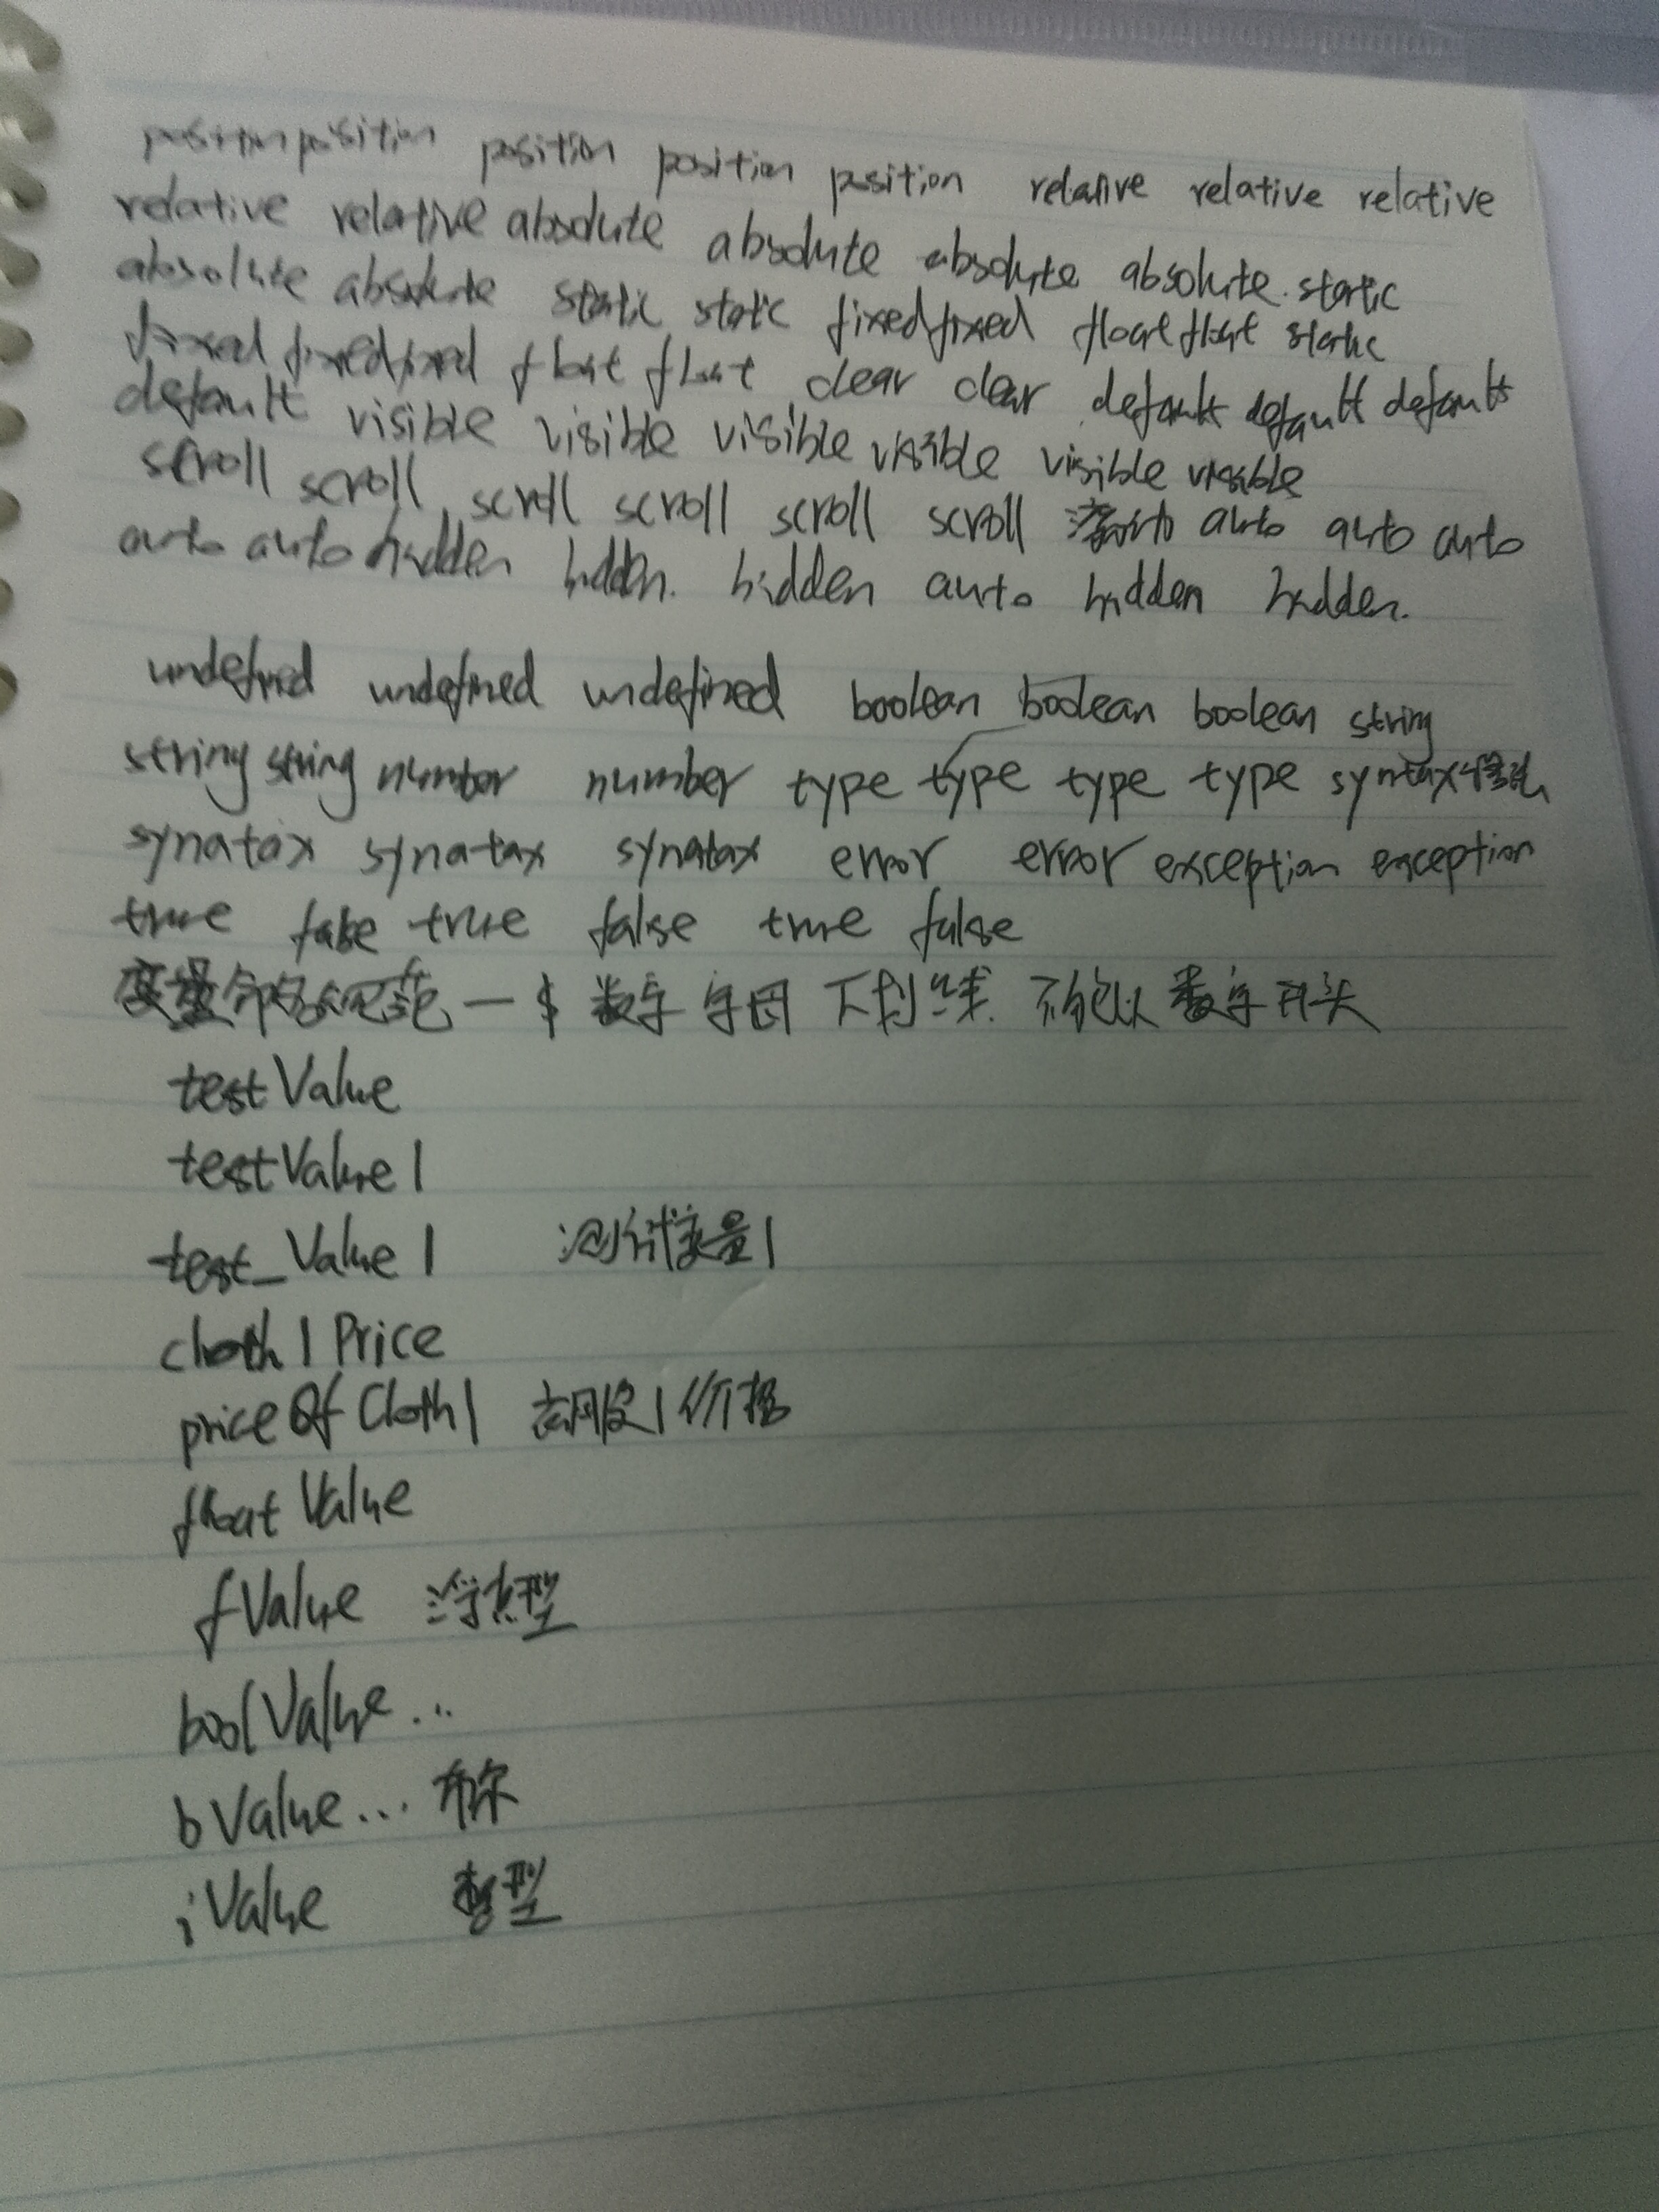 position position position position position relative relative relative
relative relative absolute absolute absolute absolute static
absolute absolute static static fixed fixed float float static
fixed fixed fixed float float clear clear default default default
default visible visible visible visible visible visible
scroll scroll scroll scroll scroll scroll auto auto auto
auto auto hidden hidden. hidden auto hidden hidden.
undefined undefined undefined boolean boolean boolean string
string string number number type type type type syntax
synatax synatax synatax error error exception exception
true false true false true false
变量命名规范 — $ 数字 字母 下划线. 不能以数字开头
testValue
testValue1
test_Value1 测试变量1
cloth1Price
priceOfCloth1 衣服1价格
floatValue
fValue 浮点型
boolValue...
bValue... 布尔
iValue 整型